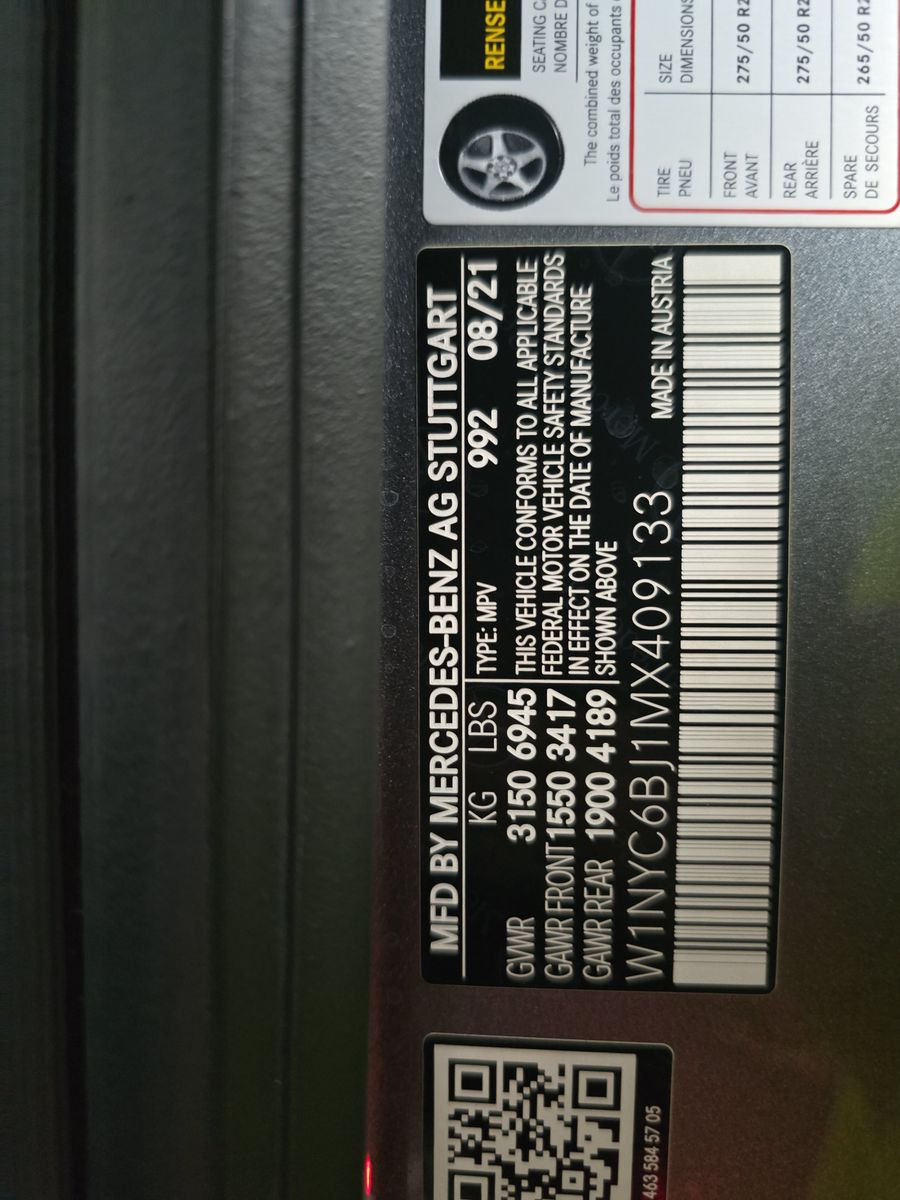 MFD BY MERCEDES-BENZ AG STUTTGART
KG LBS TYPE: MPV 992 08/21
GVWR 3150 6945 THIS VEHICLE CONFORMS TO ALL APPLICABLE
GAWR FRONT 1550 3417 FEDERAL MOTOR VEHICLE SAFETY STANDARDS
GAWR REAR 1900 4189 IN EFFECT ON THE DATE OF MANUFACTURE
SHOWN ABOVE
W1NYC6BJ1MX409133 MADE IN AUSTRIA
463 584 57 05
RENSE
SEATING C
NOMBRE D
The combined weight of
Le poids total des occupants
TIRE SIZE
PNEU DIMENSIONS
FRONT 275/50 R2
AVANT
REAR 275/50 R2
ARRIÈRE
SPARE 265/50 R2
DE SECOURS